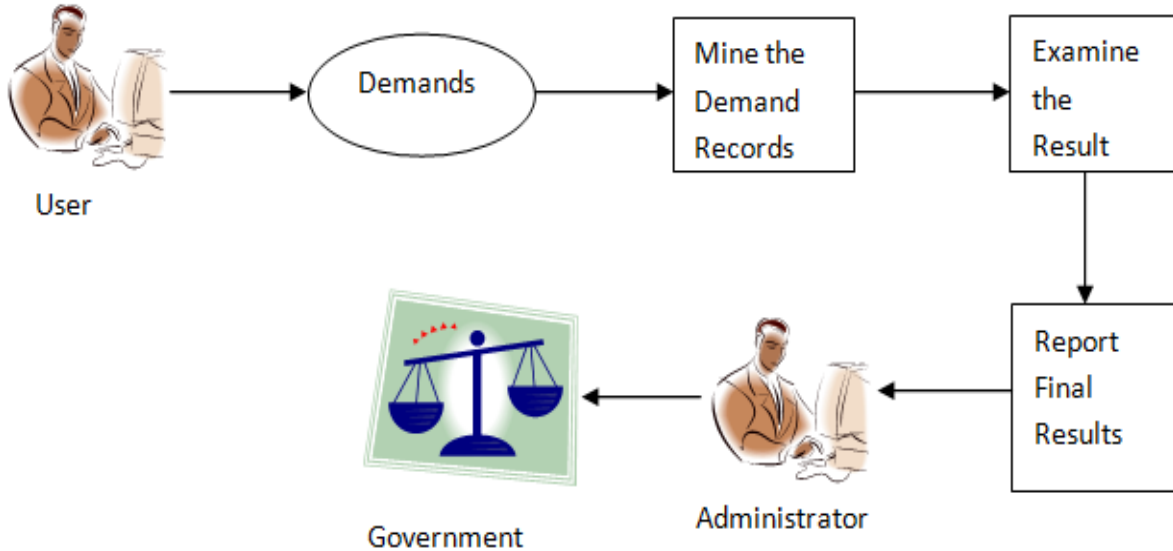 Demands
Mine the
Demand
Records
Examine
the
Result
User
Report
Final
Results
Administrator
Government